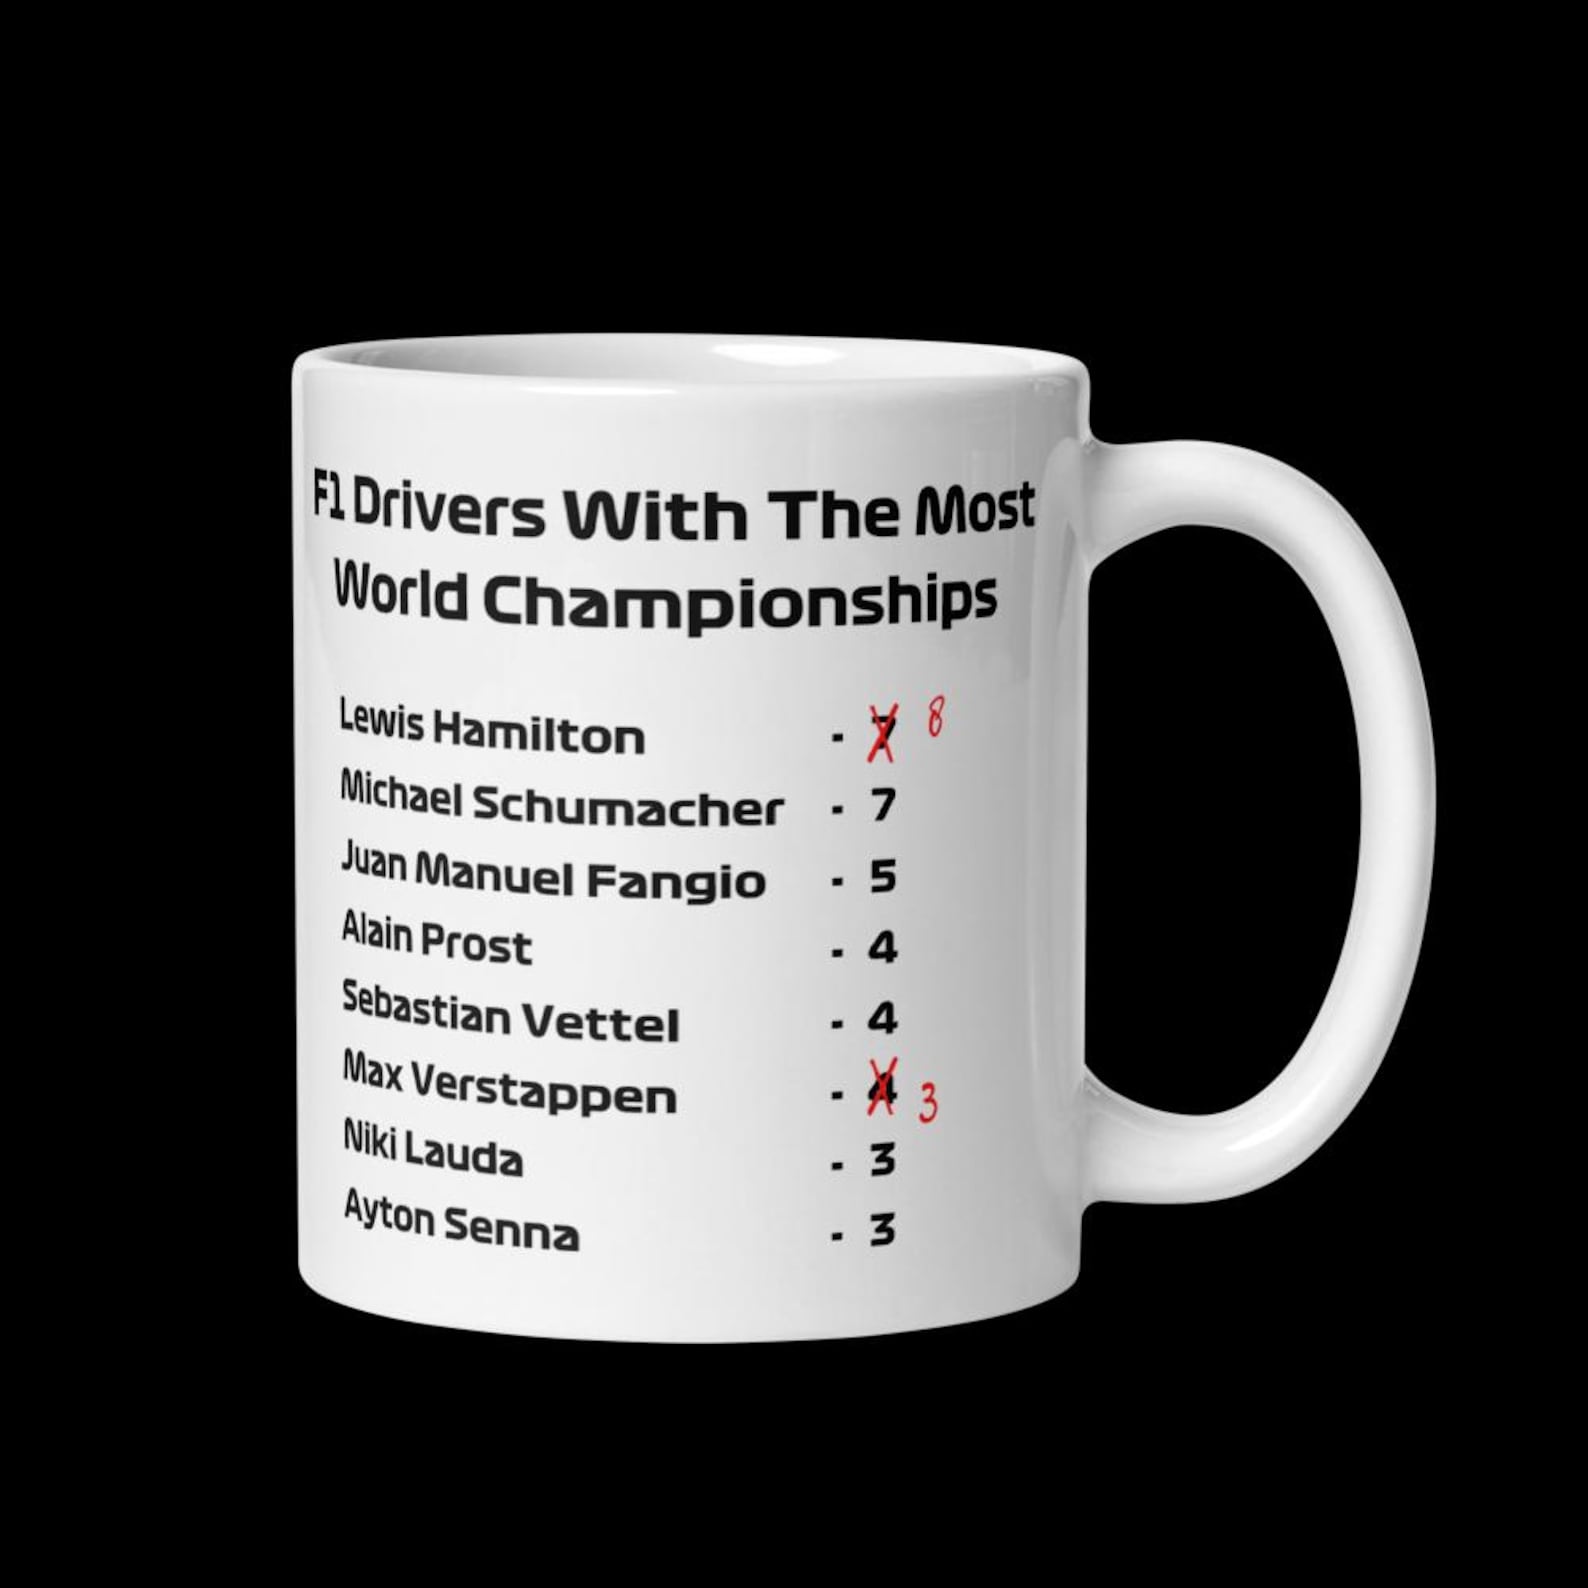 F1 Drivers With The Most
World Championships
Lewis Hamilton - 7 8
Michael Schumacher - 7
Juan Manuel Fangio - 5
Alain Prost - 4
Sebastian Vettel - 4
Max Verstappen - 4 3
Niki Lauda - 3
Ayton Senna - 3